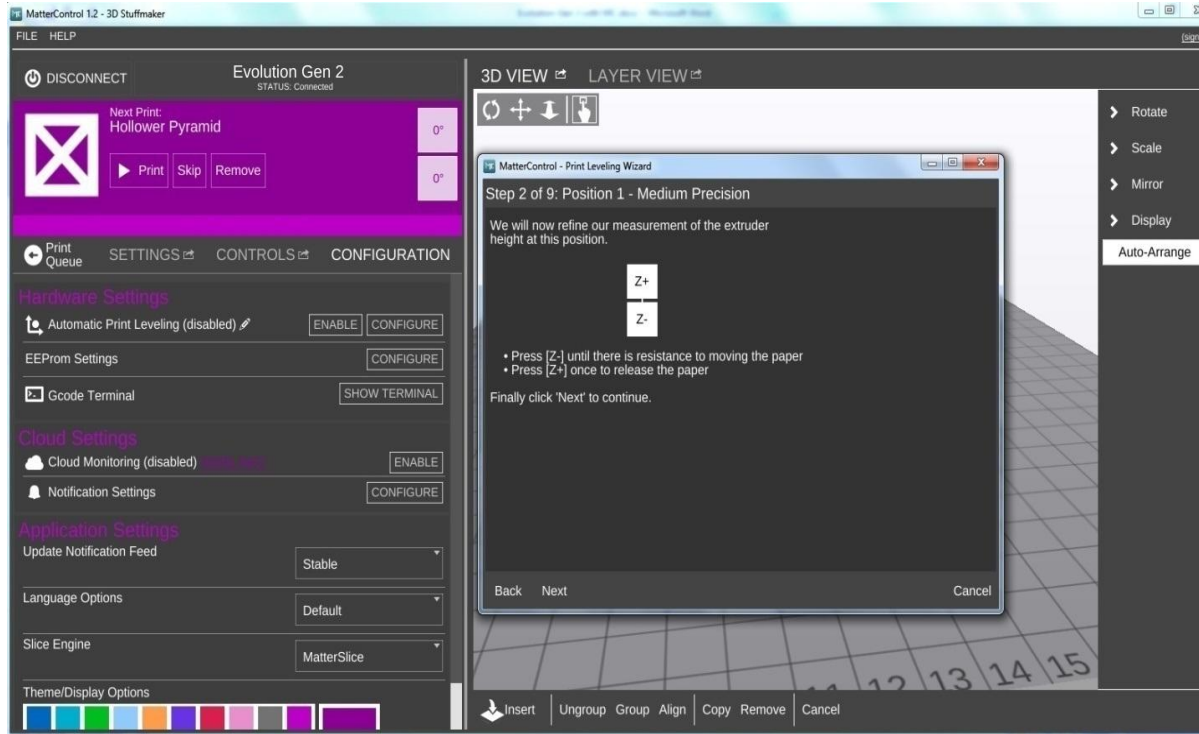 MatterControl 1.2 - 3D Stuffmaker
FILE HELP
DISCONNECT
Evolution Gen 2
STATUS: Connected
Next Print:
Hollower Pyramid
Print Skip Remove
0°
0°
Print
Queue
SETTINGS CONTROLS CONFIGURATION
Hardware Settings
Automatic Print Leveling (disabled) ENABLE CONFIGURE
EEProm Settings CONFIGURE
Gcode Terminal SHOW TERMINAL
Cloud Settings
Cloud Monitoring (disabled) ENABLE
Notification Settings CONFIGURE
Application Settings
Update Notification Feed
Stable
Language Options
Default
Slice Engine
MatterSlice
Theme/Display Options
3D VIEW LAYER VIEW
MatterControl - Print Leveling Wizard
Step 2 of 9: Position 1 - Medium Precision
We will now refine our measurement of the extruder
height at this position.
Z+
Z-
• Press [Z-] until there is resistance to moving the paper
• Press [Z+] once to release the paper
Finally click 'Next' to continue.
Back Next Cancel
12 13 14 15
Insert Ungroup Group Align Copy Remove Cancel
(sign
Rotate
Scale
Mirror
Display
Auto-Arrange